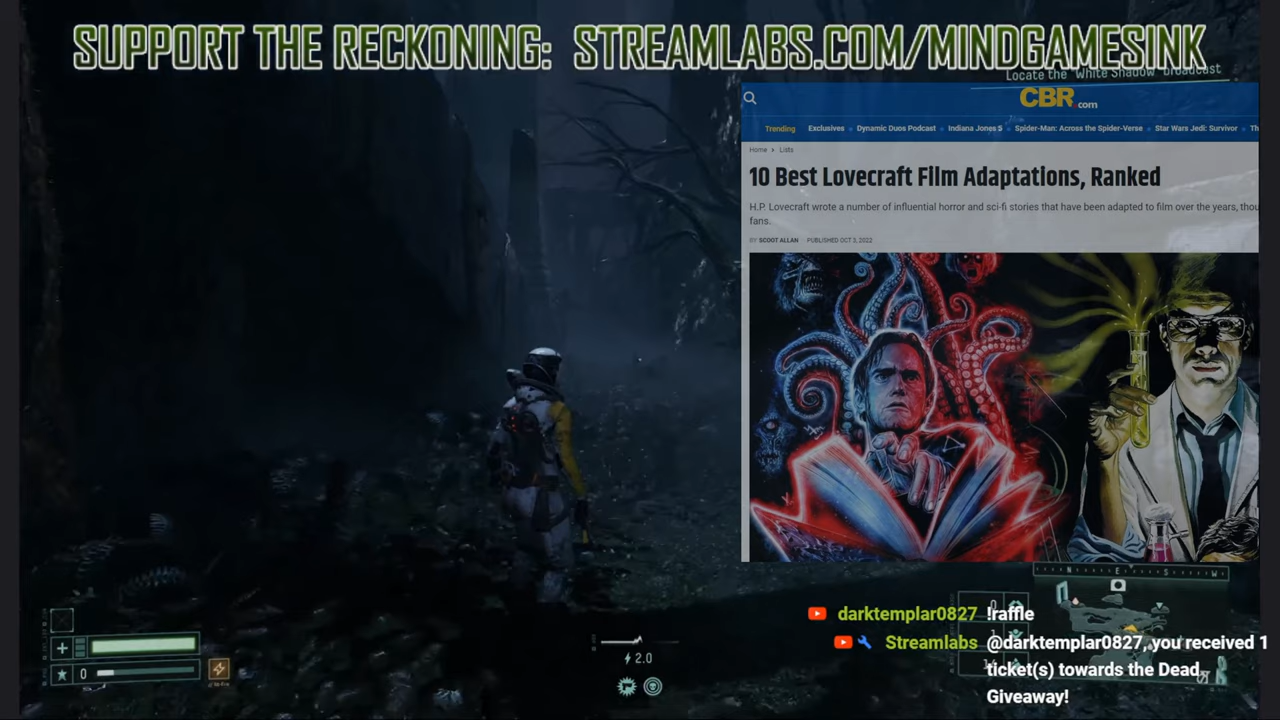 SUPPORT THE RECKONING: STREAMLABS.COM/MINDGAMESINK
Locate the "White Shadow" broadcast
CBR.com
Trending Exclusives Dynamic Duos Podcast Indiana Jones 5 Spider-Man: Across the Spider-Verse Star Wars Jedi: Survivor Th
Home > Lists
10 Best Lovecraft Film Adaptations, Ranked
H.P. Lovecraft wrote a number of influential horror and sci-fi stories that have been adapted to film over the years, thou
fans.
BY SCOOT ALLAN PUBLISHED OCT 3, 2022
N E S W
darktemplar0827 !raffle
Streamlabs @darktemplar0827, you received 1
ticket(s) towards the Dead
Giveaway!
0
2.0